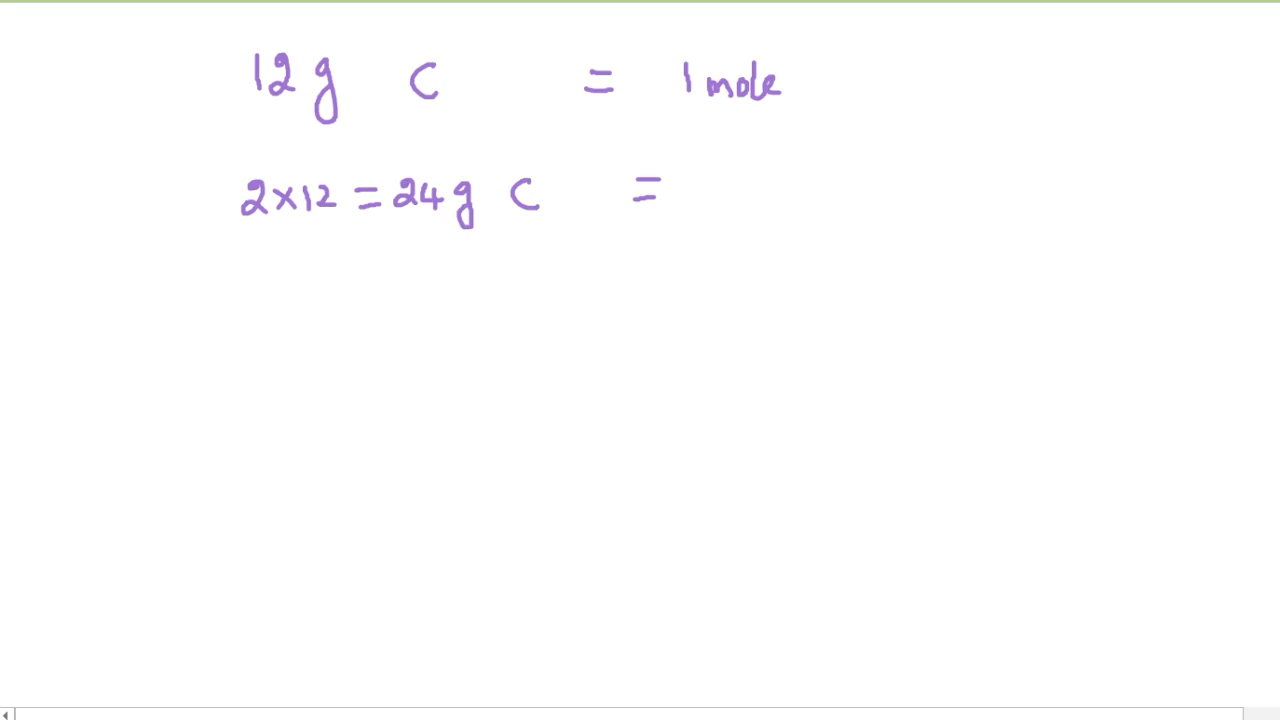 12 g C = 1 mole
2×12 = 24 g C =